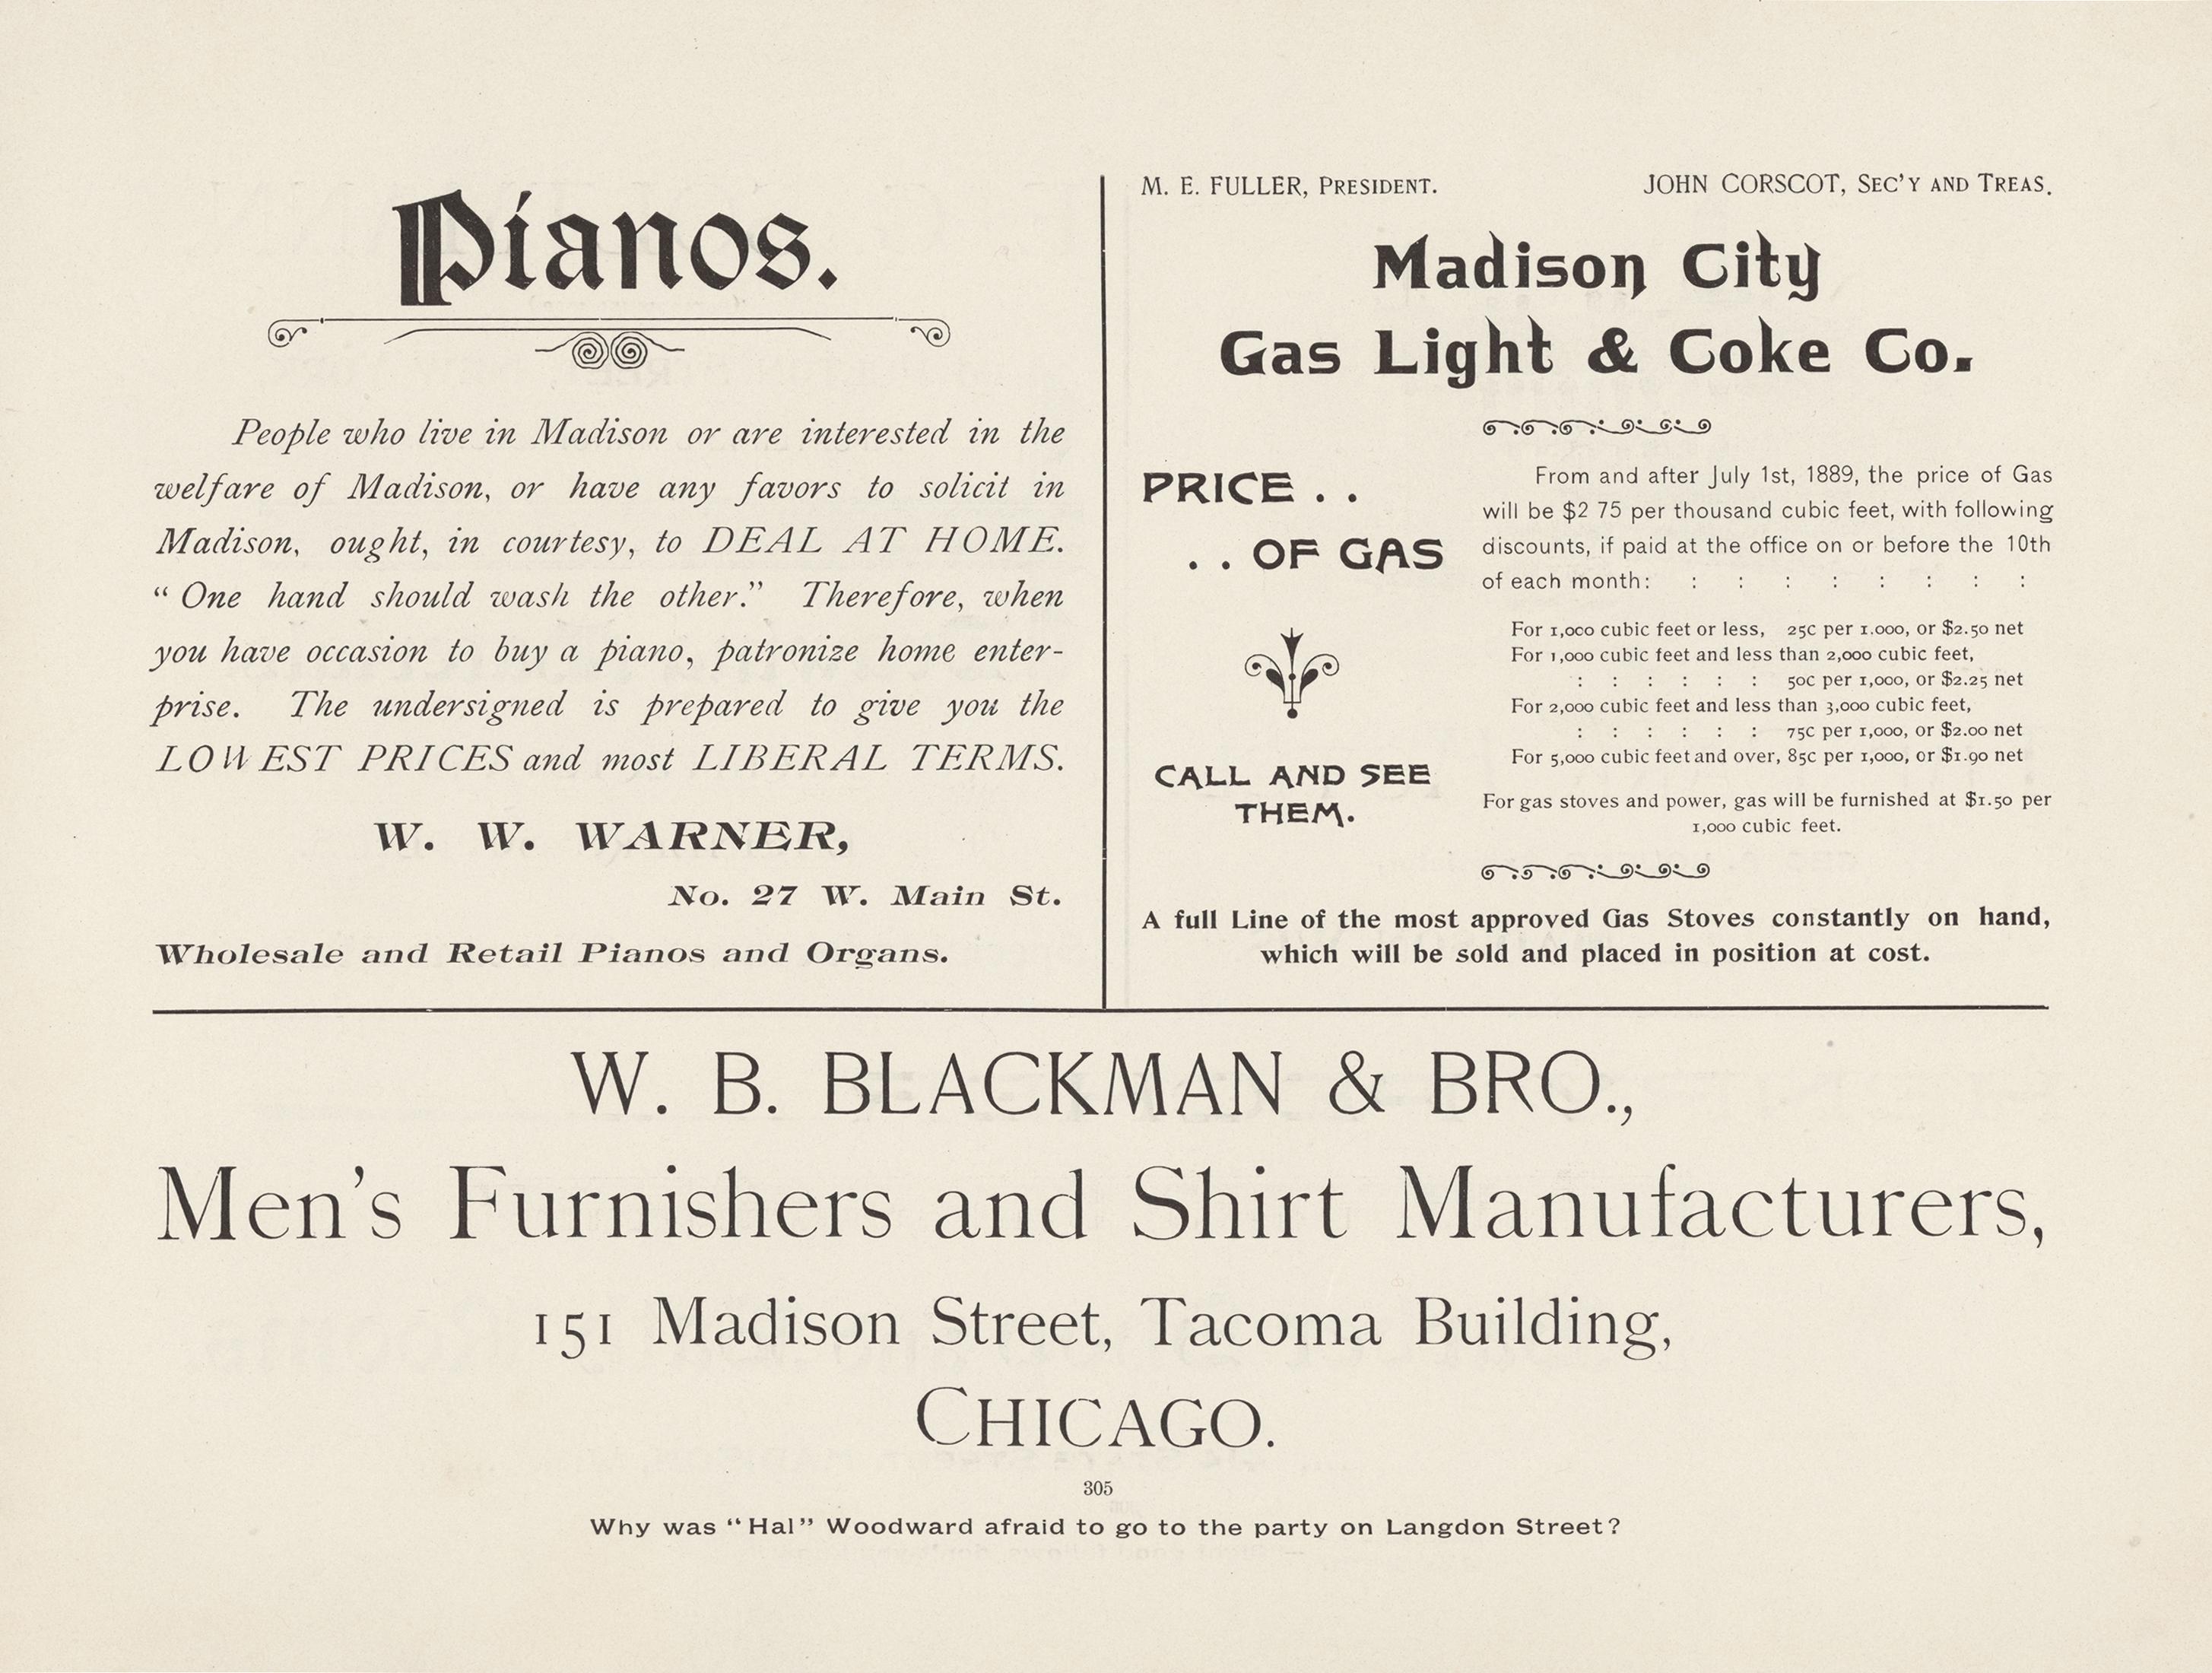 Pianos.
People who live in Madison or are interested in the
welfare of Madison, or have any favors to solicit in
Madison, ought, in courtesy, to DEAL AT HOME.
“ One hand should wash the other.” Therefore, when
you have occasion to buy a piano, patronize home enter-
prise. The undersigned is prepared to give you the
LOWEST PRICES and most LIBERAL TERMS.
W. W. WARNER,
No. 27 W. Main St.
Wholesale and Retail Pianos and Organs.
M. E. FULLER, PRESIDENT. JOHN CORSCOT, SEC’Y AND TREAS.
Madison City
Gas Light & Coke Co.
PRICE . .
. . OF GAS
CALL AND SEE
THEM.
From and after July 1st, 1889, the price of Gas
will be $2 75 per thousand cubic feet, with following
discounts, if paid at the office on or before the 10th
of each month: : : : : : : : :
For 1,000 cubic feet or less, 25c per 1.000, or $2.50 net
For 1,000 cubic feet and less than 2,000 cubic feet,
: : : : : : 50c per 1,000, or $2.25 net
For 2,000 cubic feet and less than 3,000 cubic feet,
: : : : : : 75c per 1,000, or $2.00 net
For 5,000 cubic feet and over, 85c per 1,000, or $1.90 net
For gas stoves and power, gas will be furnished at $1.50 per
1,000 cubic feet.
A full Line of the most approved Gas Stoves constantly on hand,
which will be sold and placed in position at cost.
W. B. BLACKMAN & BRO.,
Men’s Furnishers and Shirt Manufacturers,
151 Madison Street, Tacoma Building,
CHICAGO.
305
Why was “Hal” Woodward afraid to go to the party on Langdon Street?